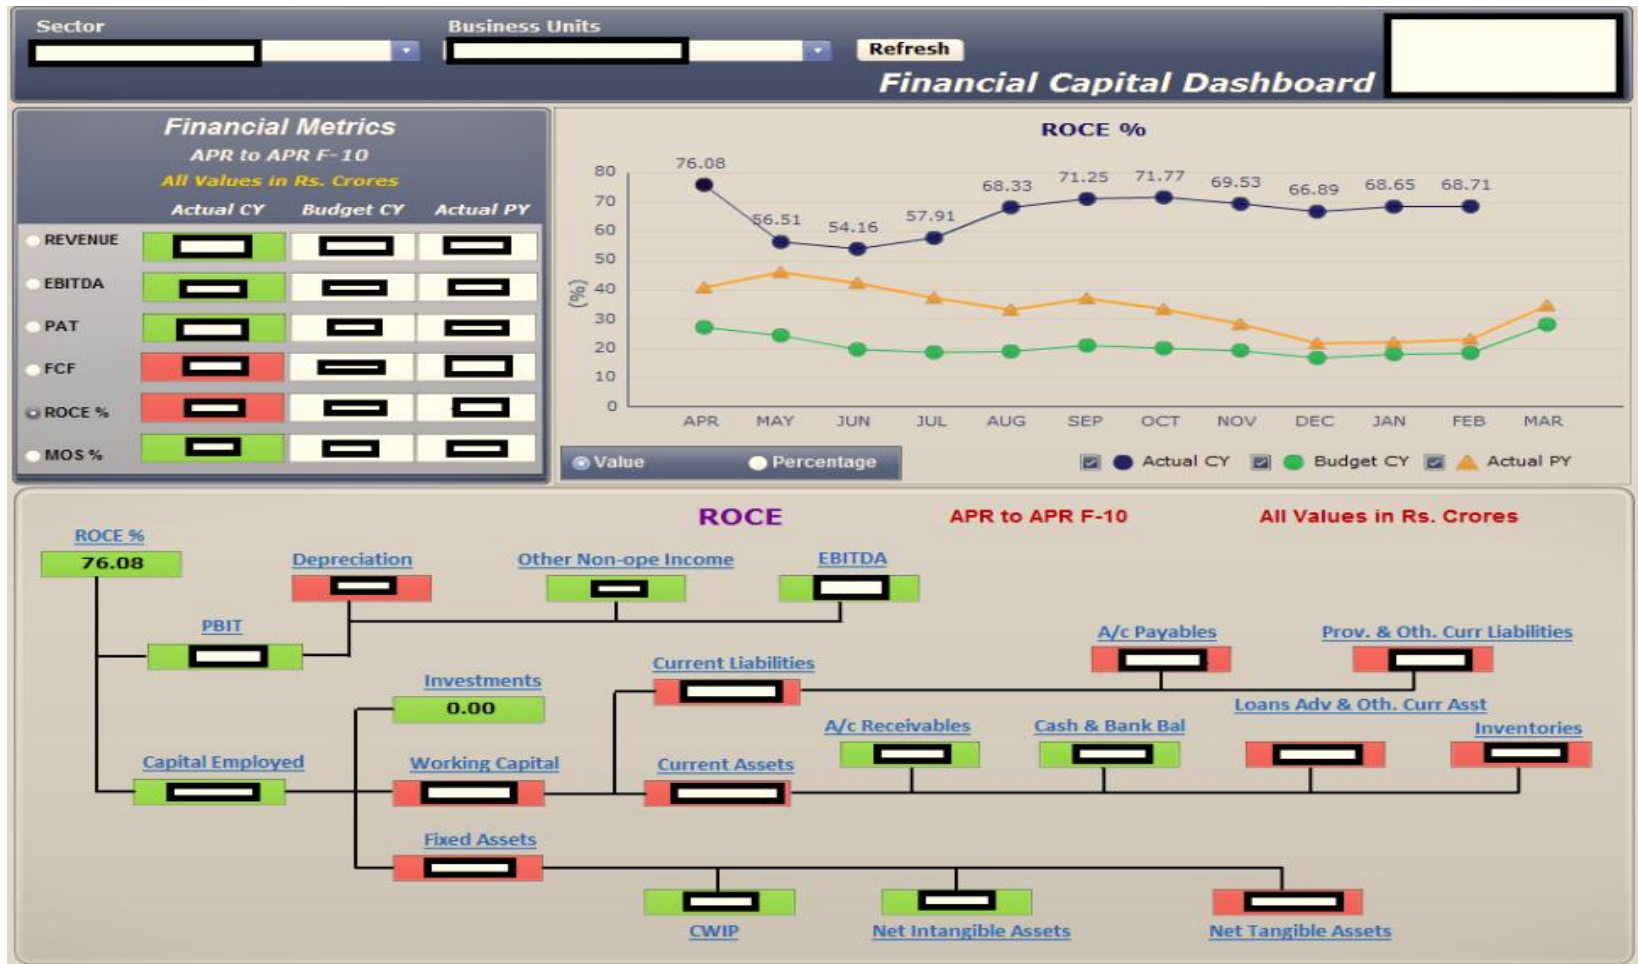 Sector
Business Units
Refresh
Financial Capital Dashboard
Financial Metrics
APR to APR F-10
All Values in Rs. Crores
Actual CY Budget CY Actual PY
REVENUE
EBITDA
PAT
FCF
ROCE %
MOS %
ROCE %
76.08 56.51 54.16 57.91 68.33 71.25 71.77 69.53 66.89 68.65 68.71
80
70
60
50
40
30
20
10
0
(%)
APR MAY JUN JUL AUG SEP OCT NOV DEC JAN FEB MAR
Value Percentage
Actual CY Budget CY Actual PY
ROCE APR to APR F-10 All Values in Rs. Crores
ROCE %
76.08
Depreciation Other Non-ope Income EBITDA
PBIT
A/c Payables Prov. & Oth. Curr Liabilities
Current Liabilities
Investments
0.00
Loans Adv & Oth. Curr Asst
A/c Receivables Cash & Bank Bal Inventories
Capital Employed Working Capital Current Assets
Fixed Assets
CWIP Net Intangible Assets Net Tangible Assets